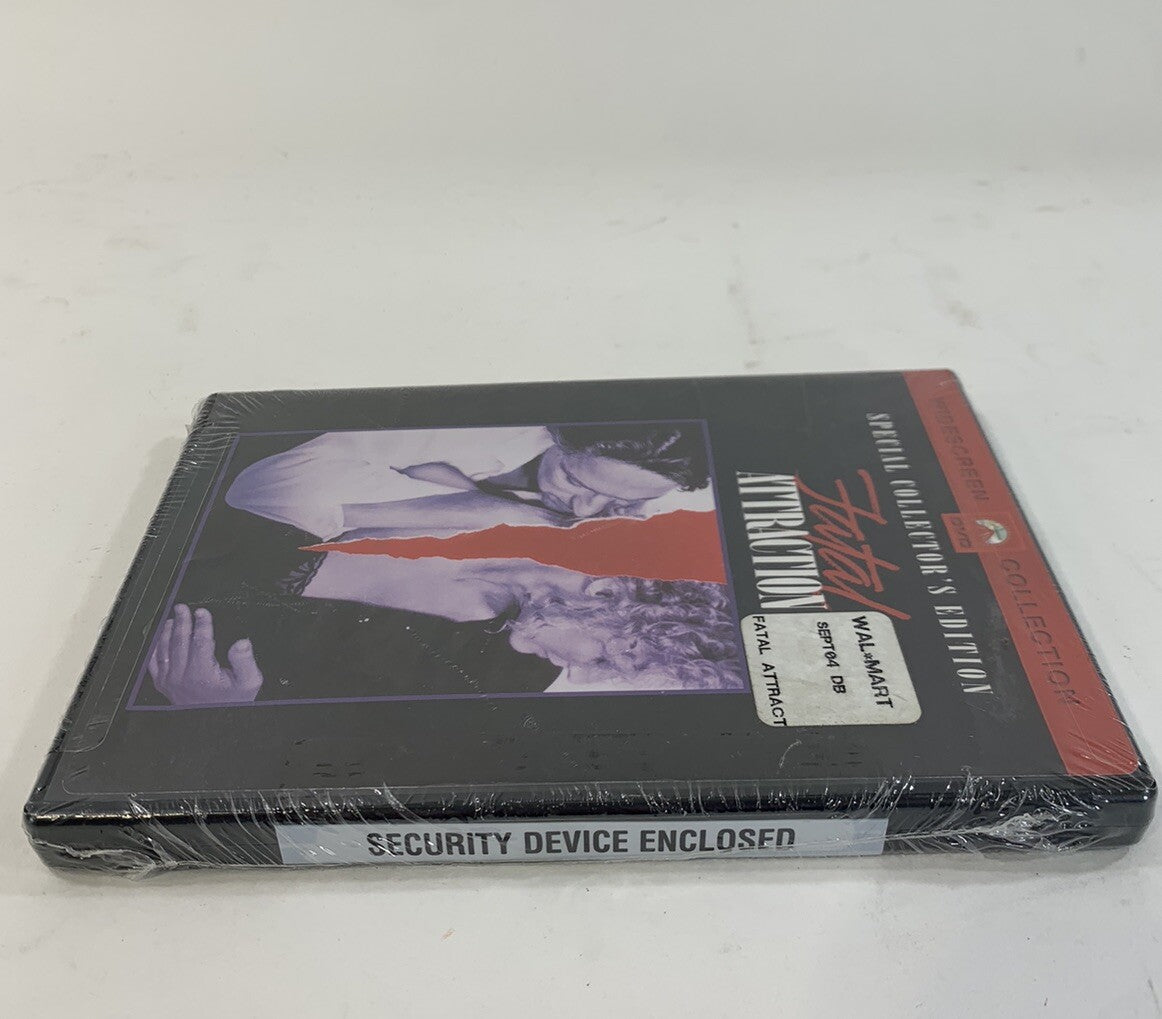 WIDESCREEN DVD COLLECTION
SPECIAL COLLECTOR'S EDITION
Fatal
ATTRACTION
WAL★MART
SEPT04 DB
FATAL ATTRACT
SECURITY DEVICE ENCLOSED